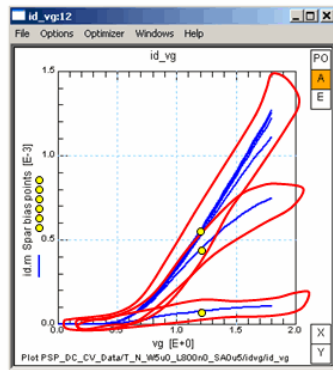 id_vg:12
File Options Optimizer Windows Help
id_vg
PO
A
E
1.5
1.0
0.5
0.0
id.m Spar bias points [E-3]
0.0 0.5 1.0 1.5 2.0
vg [E+0]
X
Y
Plot PSP_DC_CV_Data/T_N_W5u0_L800n0_SA0u5/idvg/id_vg